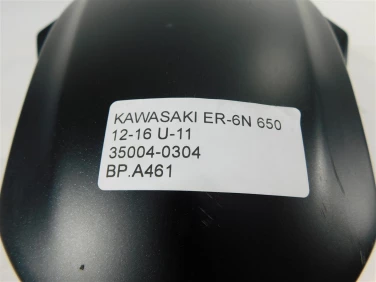 KAWASAKI ER-6N 650
12-16 U-11
35004-0304
BP.A461